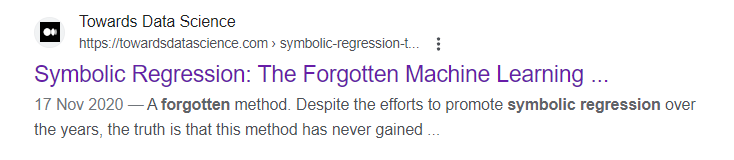 Towards Data Science
https://towardsdatascience.com › symbolic-regression-t...
Symbolic Regression: The Forgotten Machine Learning ...
17 Nov 2020 — A forgotten method. Despite the efforts to promote symbolic regression over
the years, the truth is that this method has never gained ...